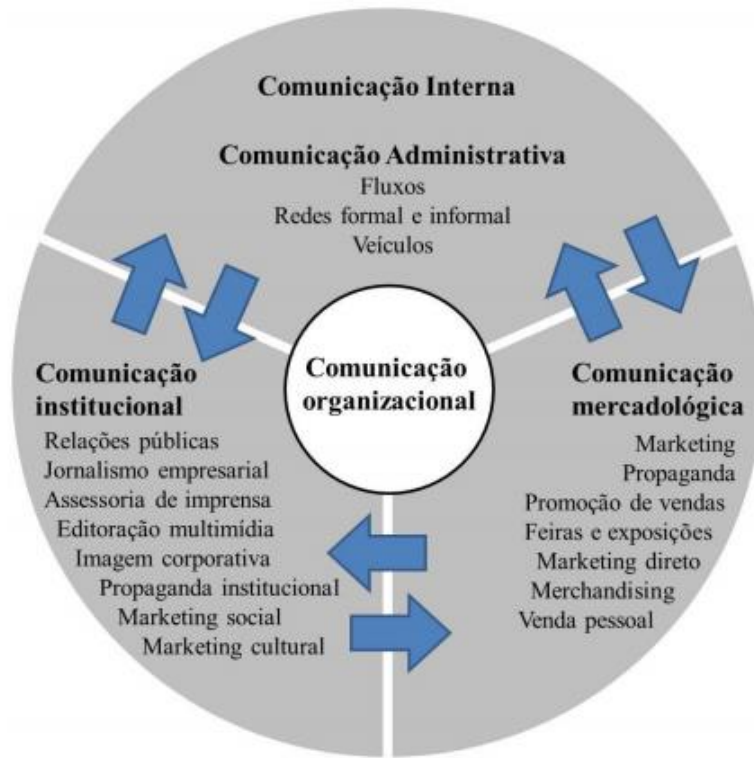 Comunicação Interna
Comunicação Administrativa
Fluxos
Redes formal e informal
Veículos
Comunicação
organizacional
Comunicação
institucional
Relações públicas
Jornalismo empresarial
Assessoria de imprensa
Editoração multimídia
Imagem corporativa
Propaganda institucional
Marketing social
Marketing cultural
Comunicação
mercadológica
Marketing
Propaganda
Promoção de vendas
Feiras e exposições
Marketing direto
Merchandising
Venda pessoal